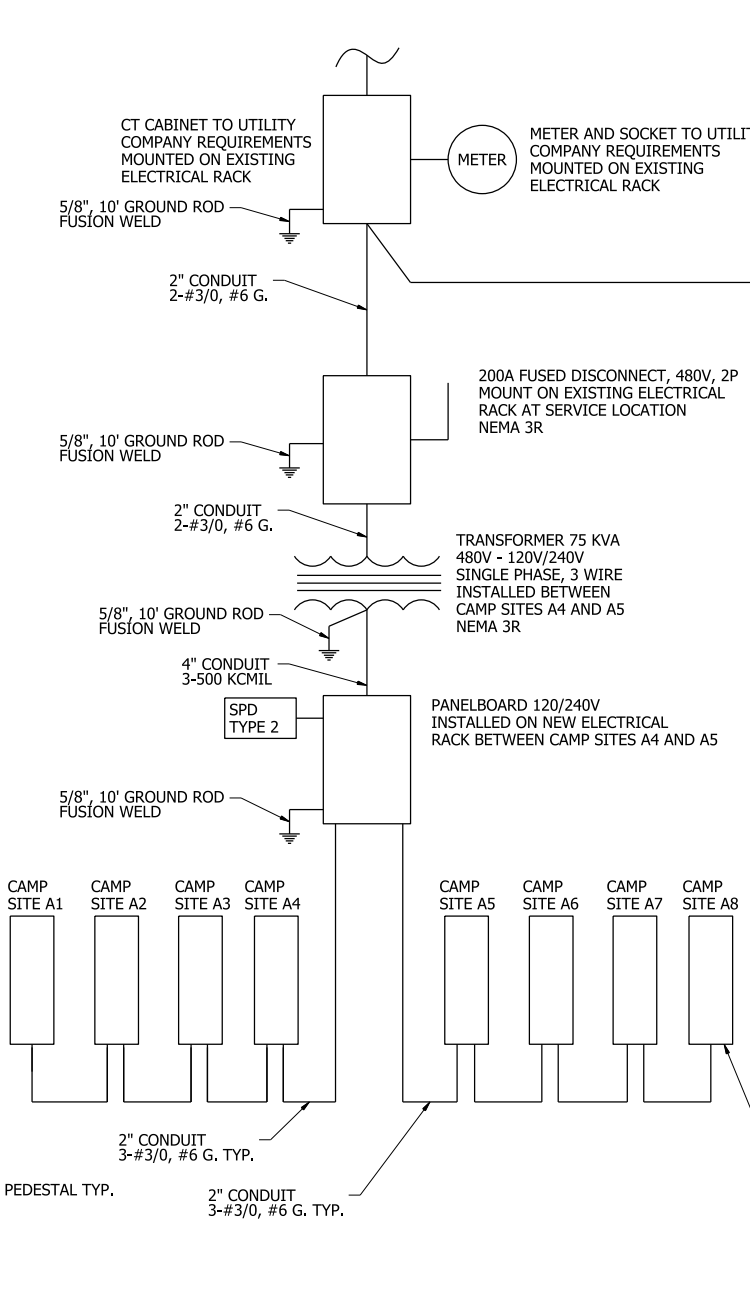 CT CABINET TO UTILITY
COMPANY REQUIREMENTS
MOUNTED ON EXISTING
ELECTRICAL RACK
METER
METER AND SOCKET TO UTILIT
COMPANY REQUIREMENTS
MOUNTED ON EXISTING
ELECTRICAL RACK
5/8", 10' GROUND ROD
FUSION WELD
2" CONDUIT
2-#3/0, #6 G.
200A FUSED DISCONNECT, 480V, 2P
MOUNT ON EXISTING ELECTRICAL
RACK AT SERVICE LOCATION
NEMA 3R
5/8", 10' GROUND ROD
FUSION WELD
2" CONDUIT
2-#3/0, #6 G.
TRANSFORMER 75 KVA
480V - 120V/240V
SINGLE PHASE, 3 WIRE
INSTALLED BETWEEN
CAMP SITES A4 AND A5
NEMA 3R
5/8", 10' GROUND ROD
FUSION WELD
4" CONDUIT
3-500 KCMIL
SPD
TYPE 2
PANELBOARD 120/240V
INSTALLED ON NEW ELECTRICAL
RACK BETWEEN CAMP SITES A4 AND A5
5/8", 10' GROUND ROD
FUSION WELD
CAMP
SITE A1
CAMP
SITE A2
CAMP
SITE A3
CAMP
SITE A4
CAMP
SITE A5
CAMP
SITE A6
CAMP
SITE A7
CAMP
SITE A8
2" CONDUIT
3-#3/0, #6 G. TYP.
PEDESTAL TYP.
2" CONDUIT
3-#3/0, #6 G. TYP.